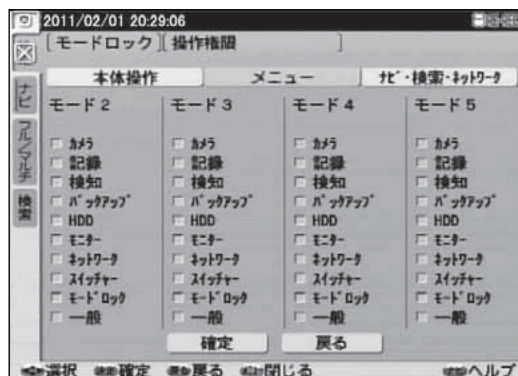 2011/02/01 20:29:06
モードロック 操作権限
本体操作 メニュー ナビ・検索・ネットワーク
ナビ
フル/マルチ
検索
モード2 モード3 モード4 モード5
カメラ カメラ カメラ カメラ
記録 記録 記録 記録
検知 検知 検知 検知
バックアップ バックアップ バックアップ バックアップ
HDD HDD HDD HDD
モニター モニター モニター モニター
ネットワーク ネットワーク ネットワーク ネットワーク
スイッチャー スイッチャー スイッチャー スイッチャー
モードロック モードロック モードロック モードロック
一般 一般 一般 一般
確定 戻る
選択 確定 戻る 閉じる ヘルプ